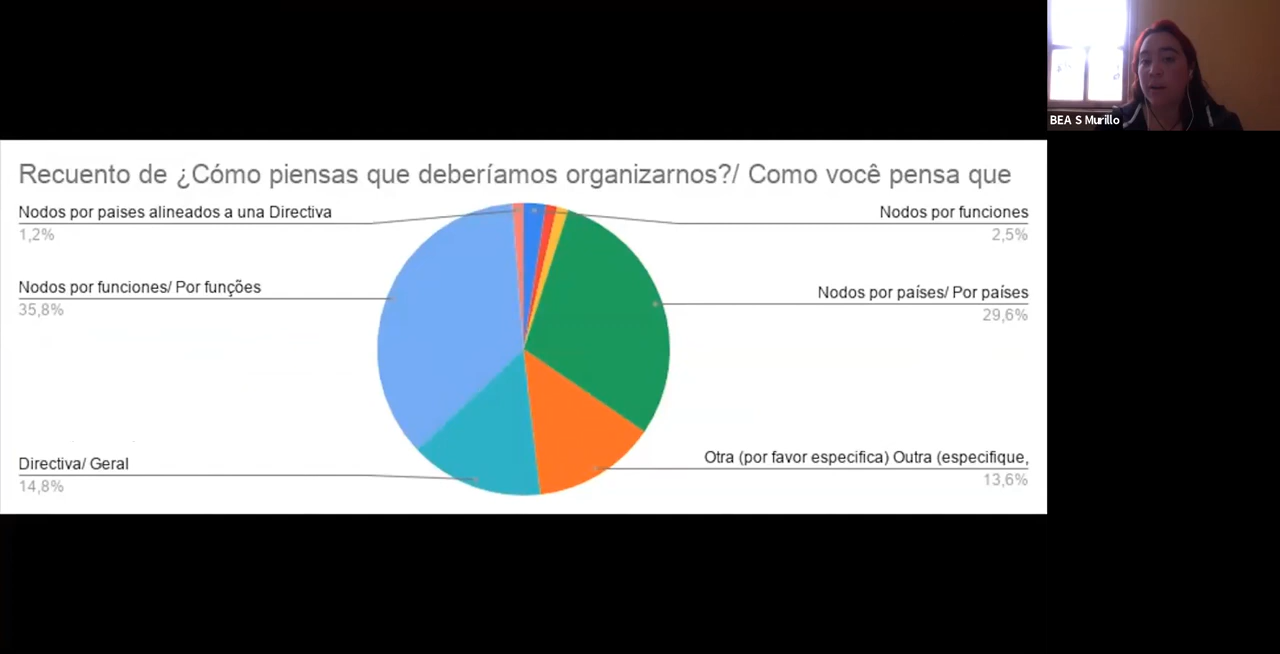 BEA S Murillo
Recuento de ¿Cómo piensas que deberíamos organizarnos?/ Como você pensa que
Nodos por paises alineados a una Directiva
1,2%
Nodos por funciones
2,5%
Nodos por funciones/ Por funções
35,8%
Nodos por países/ Por países
29,6%
Directiva/ Geral
14,8%
Otra (por favor especifica) Outra (especifique,
13,6%